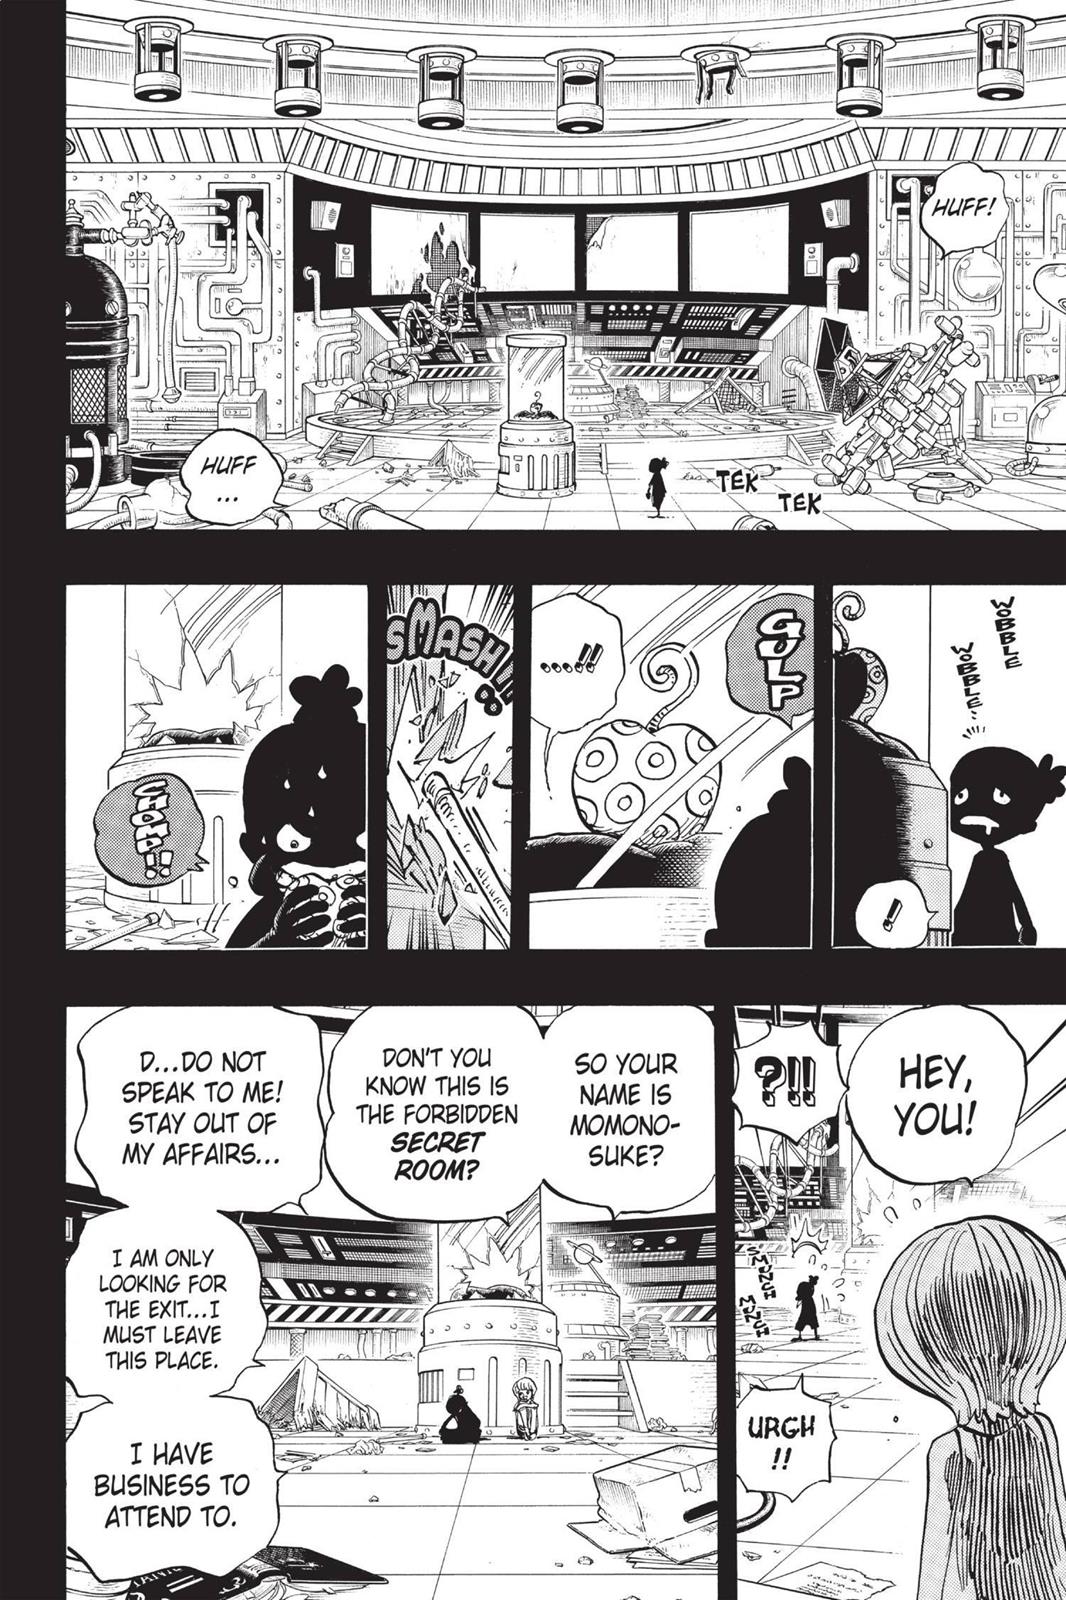 HUFF!
TEK
TEK
HUFF
...
WOBBLE
WOBBLE...
!
GULP
...!!
SMASH!!
CHOMP!!
HEY,
YOU!
?!!
SMUNCH
MUNCH
URGH
!!
SO YOUR
NAME IS
MOMONO-
SUKE?
DON'T YOU
KNOW THIS IS
THE FORBIDDEN
SECRET
ROOM?
D...DO NOT
SPEAK TO ME!
STAY OUT OF
MY AFFAIRS...
I AM ONLY
LOOKING FOR
THE EXIT...I
MUST LEAVE
THIS PLACE.
I HAVE
BUSINESS TO
ATTEND TO.